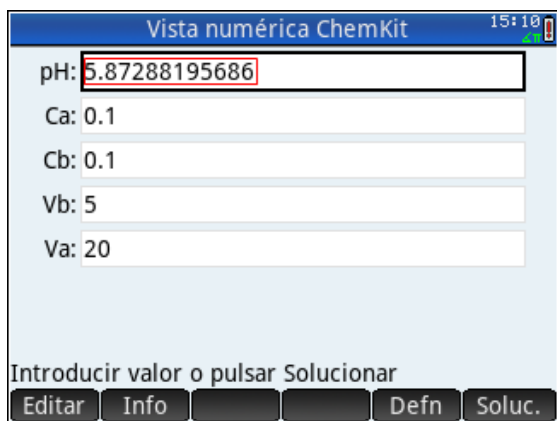 Vista numérica ChemKit
15:10
∡π
pH: 5.87288195686
Ca: 0.1
Cb: 0.1
Vb: 5
Va: 20
Introducir valor o pulsar Solucionar
Editar Info Defn Soluc.